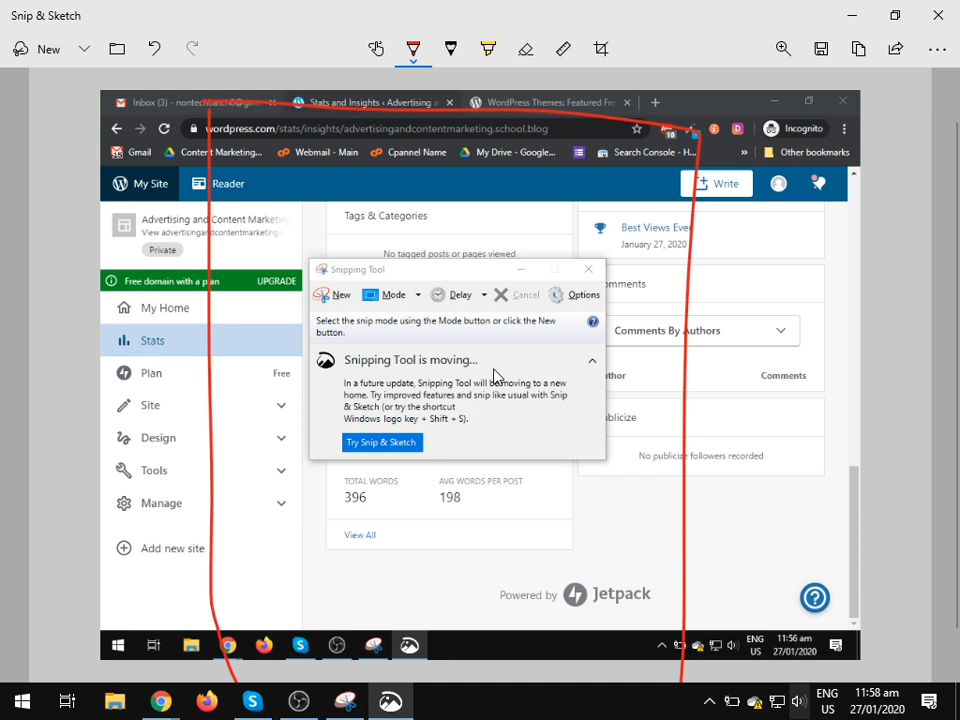 Snip & Sketch
New
Inbox (3) - nontechbatch8@gm
Stats and Insights ‹ Advertising a
WordPress Themes: Featured Fre
wordpress.com/stats/insights/advertisingandcontentmarketing.school.blog
10
Incognito
Gmail
Content Marketing...
Webmail - Main
Cpannel Name
My Drive - Google...
Search Console - H...
»
Other bookmarks
My Site
Reader
Write
Advertising and Content Marketing
View advertisingandcontentmarketing.s
Private
Free domain with a plan
UPGRADE
My Home
Stats
Plan
Free
Site
Design
Tools
Manage
Add new site
Tags & Categories
No tagged posts or pages viewed
Best Views Ever
January 27, 2020
omments
Comments By Authors
thor
Comments
ublicize
No publicize followers recorded
Snipping Tool
New
Mode
Delay
Cancel
Options
Select the snip mode using the Mode button or click the New
button.
Snipping Tool is moving...
In a future update, Snipping Tool will be moving to a new
home. Try improved features and snip like usual with Snip
& Sketch (or try the shortcut
Windows logo key + Shift + S).
Try Snip & Sketch
TOTAL WORDS
396
AVG WORDS PER POST
198
View All
Powered by Jetpack
ENG
US
11:56 am
27/01/2020
ENG
US
11:58 am
27/01/2020